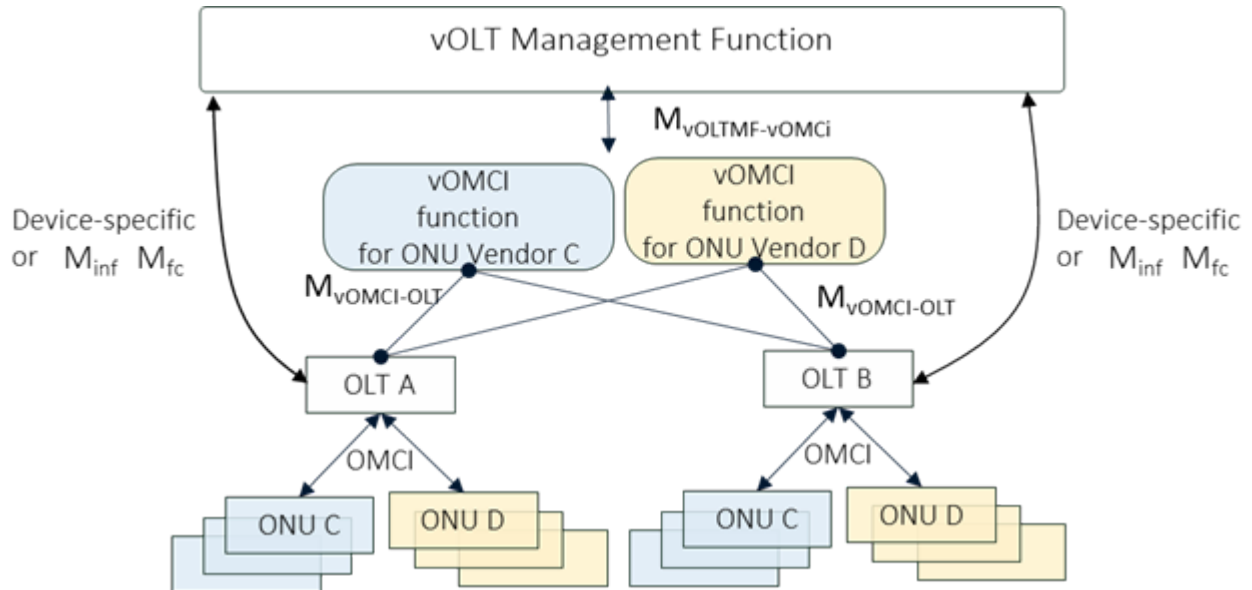 vOLT Management Function
MvOLTMF-vOMCi
vOMCI
function
for ONU Vendor C
vOMCI
function
for ONU Vendor D
Device-specific
or Minf Mfc
Device-specific
or Minf Mfc
MvOMCI-OLT
MvOMCI-OLT
OLT A
OLT B
OMCI
OMCI
ONU C
ONU D
ONU C
ONU D